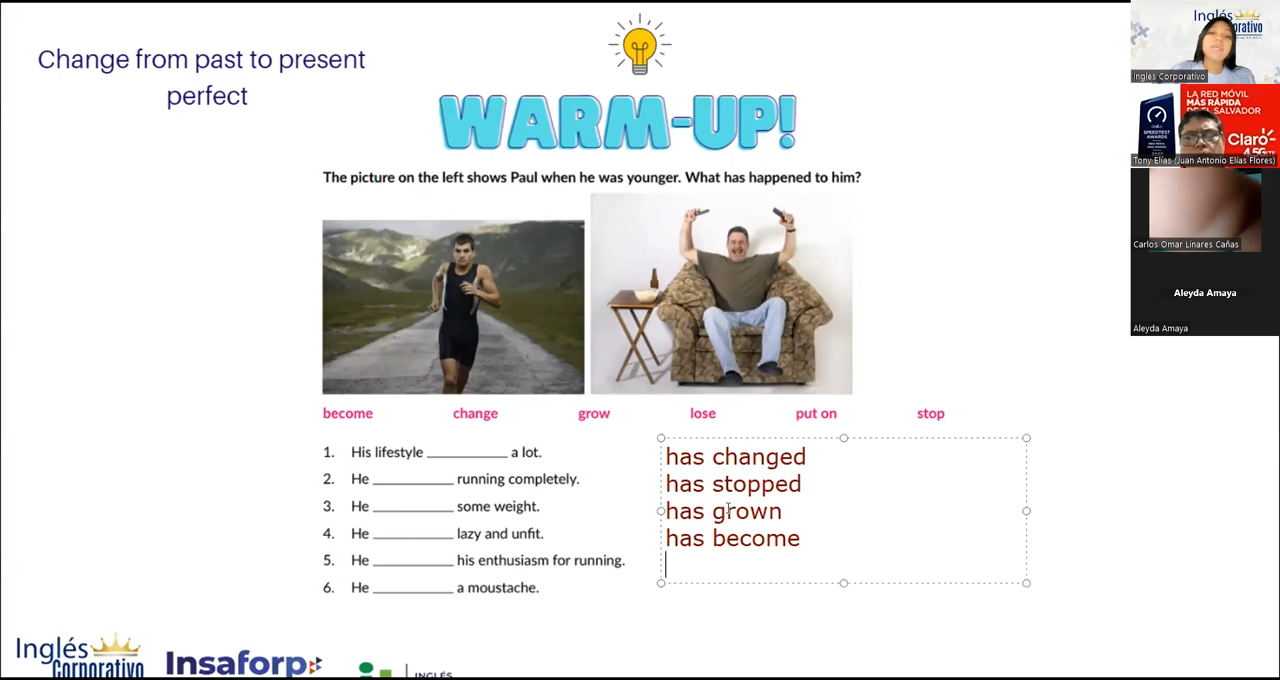 Change from past to present
perfect
WARM-UP!
The picture on the left shows Paul when he was younger. What has happened to him?
become change grow lose put on stop
1. His lifestyle __________ a lot.
2. He __________ running completely.
3. He __________ some weight.
4. He __________ lazy and unfit.
5. He __________ his enthusiasm for running.
6. He __________ a moustache.
has changed
has stopped
has grown
has become
Inglés
Corporativo
Insaforp
INGLÉS
Inglés
Ingles Corporativo
LA RED MÓVIL
MÁS RÁPIDA
DE EL SALVADOR
SPEEDTEST
AWARDS
Claro
4.5G
Tony Elías (Juan Antonio Elías Flores)
Carlos Omar Linares Cañas
Aleyda Amaya
Aleyda Amaya